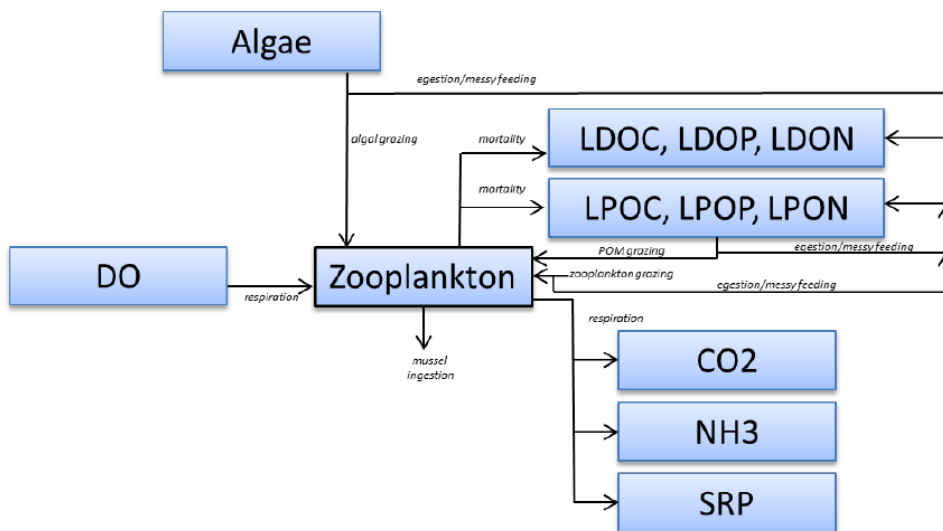 Algae
egestion/messy feeding
algal grazing
mortality
LDOC, LDOP, LDON
mortality
LPOC, LPOP, LPON
POM grazing
egestion/messy feeding
DO
respiration
Zooplankton
zooplankton grazing
egestion/messy feeding
mussel
ingestion
respiration
CO2
NH3
SRP